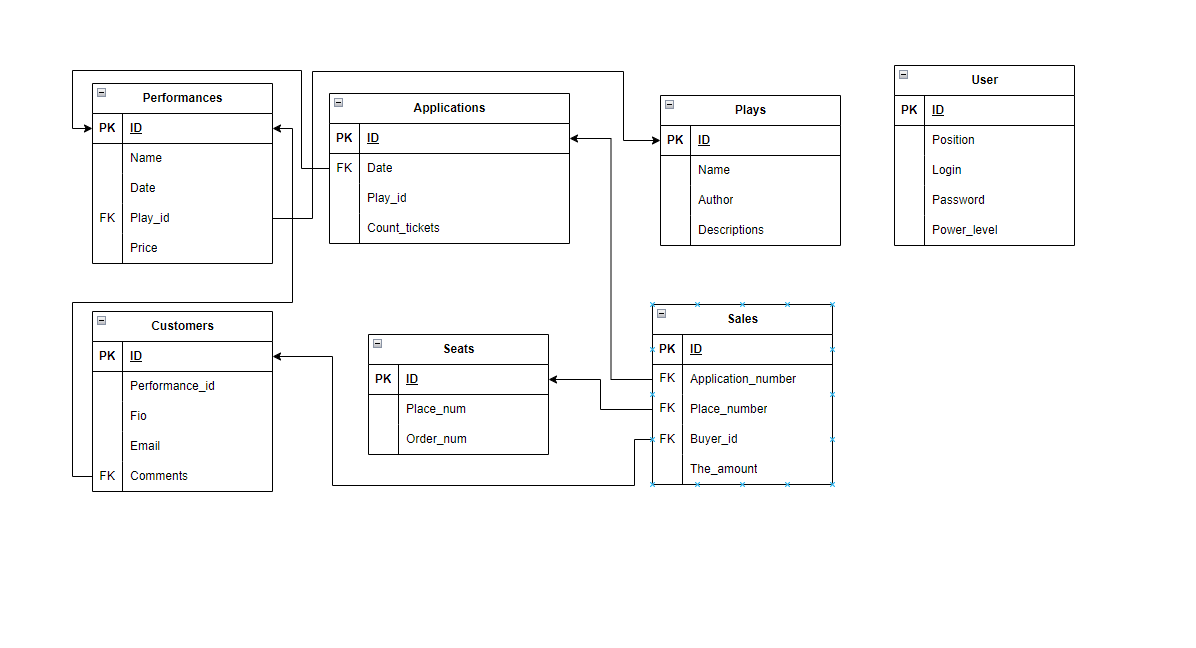 Performances
PK ID
Name
Date
FK Play_id
Price
Applications
PK ID
FK Date
Play_id
Count_tickets
Plays
PK ID
Name
Author
Descriptions
User
PK ID
Position
Login
Password
Power_level
Customers
PK ID
Performance_id
Fio
Email
FK Comments
Seats
PK ID
Place_num
Order_num
Sales
PK ID
FK Application_number
FK Place_number
FK Buyer_id
The_amount